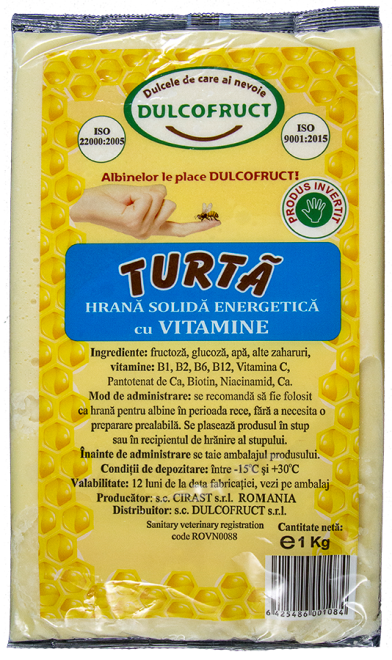 Dulcele de care ai nevoie
DULCOFRUCT
ISO
22000:2005
ISO
9001:2015
Albinelor le place DULCOFRUCT!
PRODUS INVERTIT
TURTĂ
HRANĂ SOLIDĂ ENERGETICĂ
cu VITAMINE
Ingrediente: fructoză, glucoză, apă, alte zaharuri,
vitamine: B1, B2, B6, B12, Vitamina C,
Pantotenat de Ca, Biotin, Niacinamid, Ca.
Mod de administrare: se recomandă să fie folosit
ca hrană pentru albine în perioada rece, fără a necesita o
preparare prealabilă. Se plasează produsul în stup
sau în recipientul de hrănire al stupului.
Înainte de administrare se taie ambalajul produsului.
Condiții de depozitare: între -15°C și +30°C
Valabilitate: 12 luni de la data fabricației, vezi pe ambalaj
Producător: s.c. CIRAST s.r.l. ROMANIA
Distribuitor: s.c. DULCOFRUCT s.r.l.
Sanitary veterinary registration
code ROVN0088
Cantitate netă:
e 1 Kg
6 425486 001084